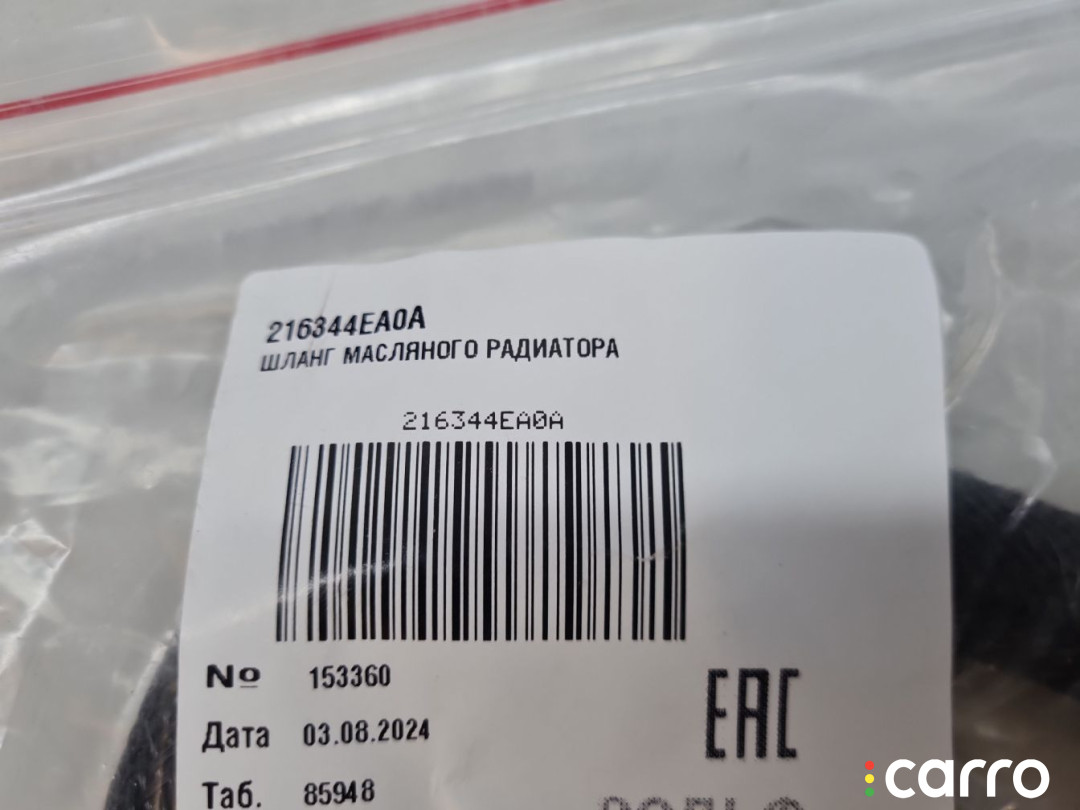 216344EA0A
ШЛАНГ МАСЛЯНОГО РАДИАТОРА
216344EA0A
№ 153360
Дата 03.08.2024
EAC
Таб. 85948
carro